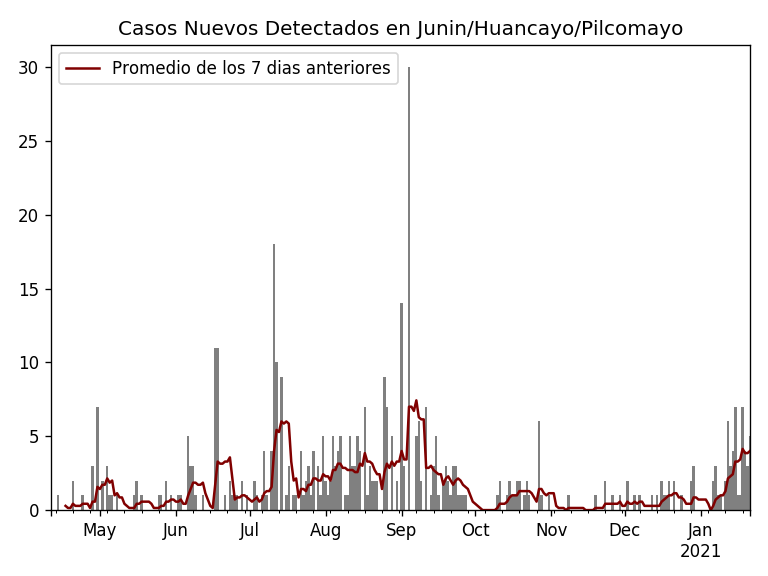 Casos Nuevos Detectados en Junin/Huancayo/Pilcomayo
Promedio de los 7 dias anteriores
30
25
20
15
10
5
0
May Jun Jul Aug Sep Oct Nov Dec Jan
2021